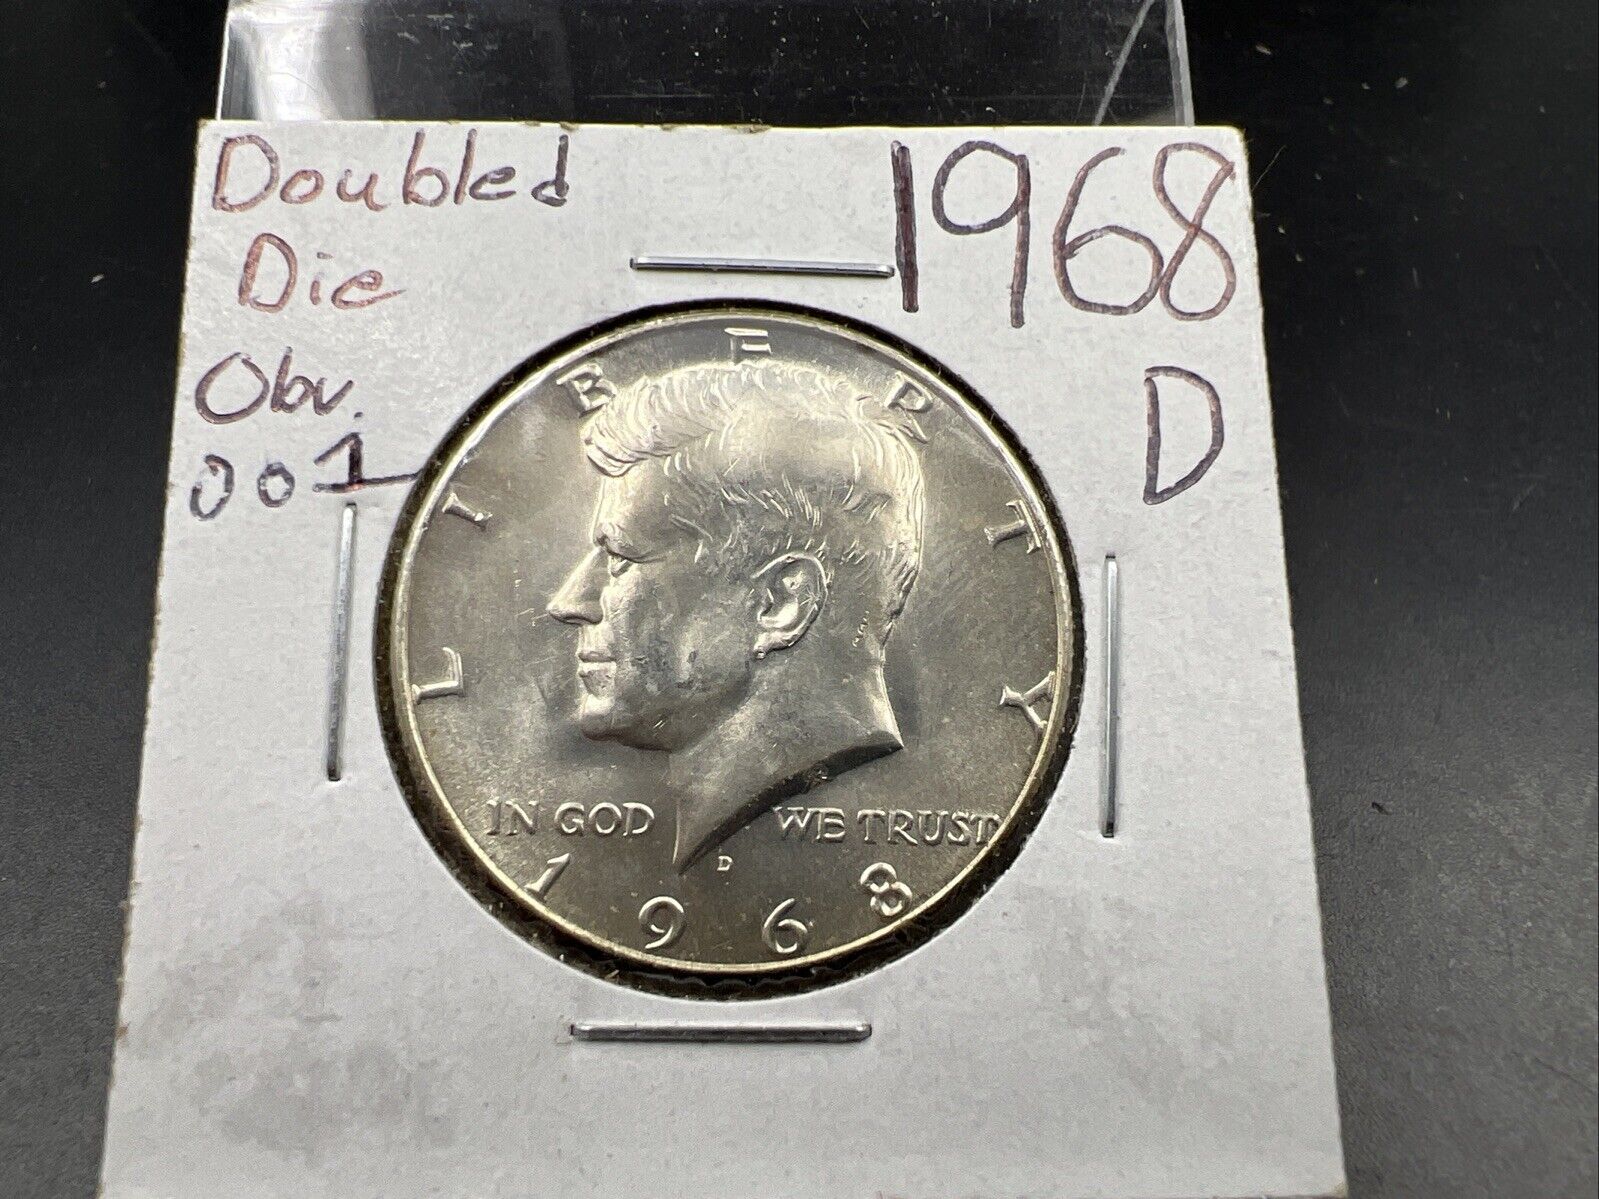 Doubled
Die
Obv.
001
1968
D
LIBERTY
IN GOD WE TRUST
D
1968